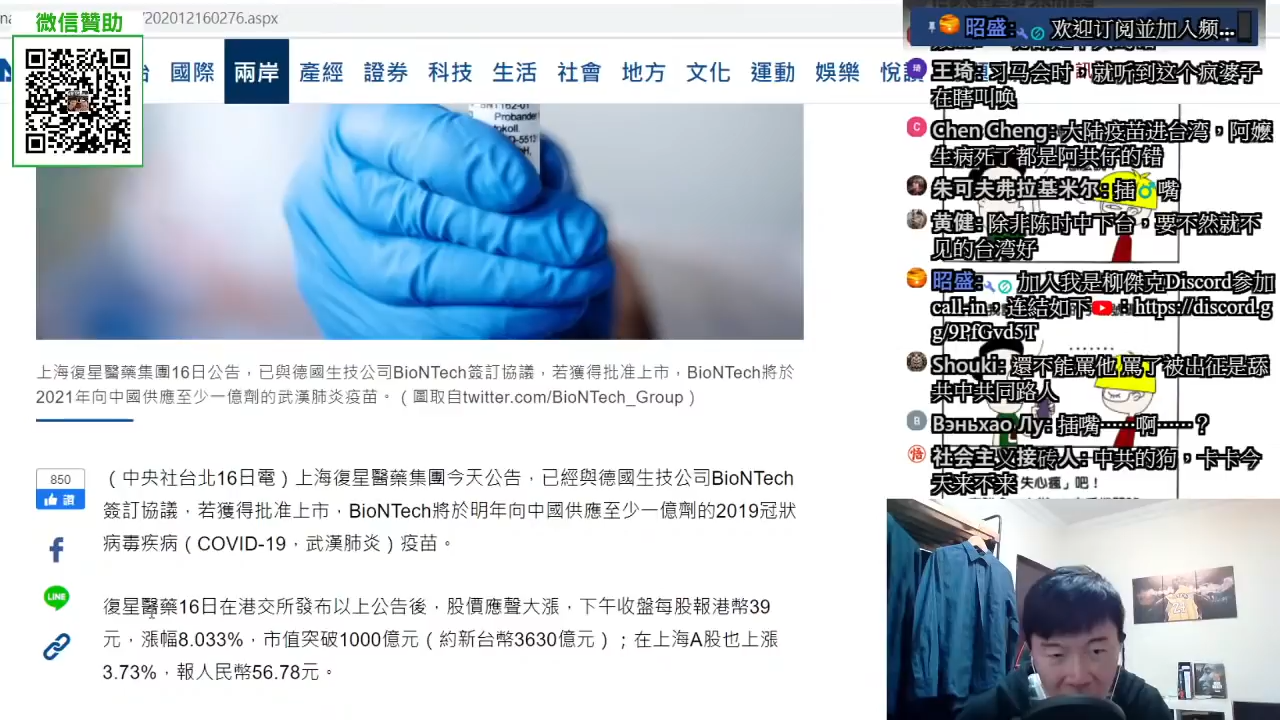 微信贊助
/202012160276.aspx
國際 兩岸 產經 證券 科技 生活 社會 地方 文化 運動 娛樂
Probander
上海復星醫藥集團16日公告，已與德國生技公司BioNTech簽訂協議，若獲得批准上市，BioNTech將於
2021年向中國供應至少一億劑的武漢肺炎疫苗。（圖取自twitter.com/BioNTech_Group）
850
讚
LINE
（中央社台北16日電）上海復星醫藥集團今天公告，已經與德國生技公司BioNTech
簽訂協議，若獲得批准上市，BioNTech將於明年向中國供應至少一億劑的2019冠狀
病毒疾病（COVID-19，武漢肺炎）疫苗。
復星醫藥16日在港交所發布以上公告後，股價應聲大漲，下午收盤每股報港幣39
元，漲幅8.033%，市值突破1000億元（約新台幣3630億元）；在上海A股也上漲
3.73%，報人民幣56.78元。
昭盛: 欢迎订阅並加入频...
王琦: 习马会时，就听到这个疯婆子
在瞎叫唤
Chen Cheng: 大陆疫苗进台湾，阿嬷
生病死了都是阿共仔的错
朱可夫弗拉基米尔: 插♂嘴
黄健: 除非陈时中下台，要不然就不
见的台湾好
昭盛: 加入我是柳傑克Discord参加
call-in，连结如下：https://discord.g
g/9PfGvd5T
Shouki: 還不能罵他 罵了被出征是舔
共中共同路人
Вэньхао Лу: 插嘴……啊……？
社会主义接砖人: 中共的狗，卡卡今
天来不来
失心瘋」吧！